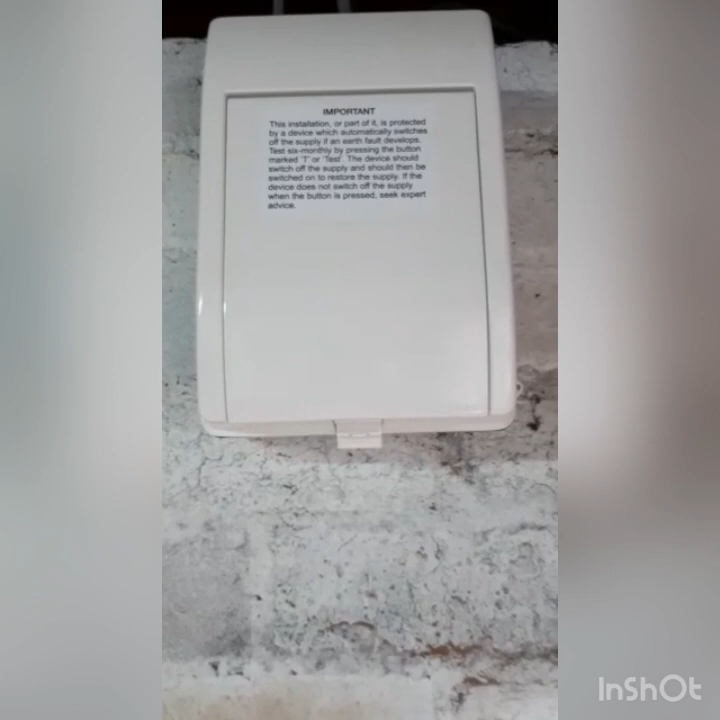 IMPORTANT
This installation, or part of it, is protected
by a device which automatically switches
off the supply if an earth fault develops.
Test six-monthly by pressing the button
marked 'T' or 'Test'. The device should
switch off the supply and should then be
switched on to restore the supply. If the
device does not switch off the supply
when the button is pressed, seek expert
advice.
InShOt